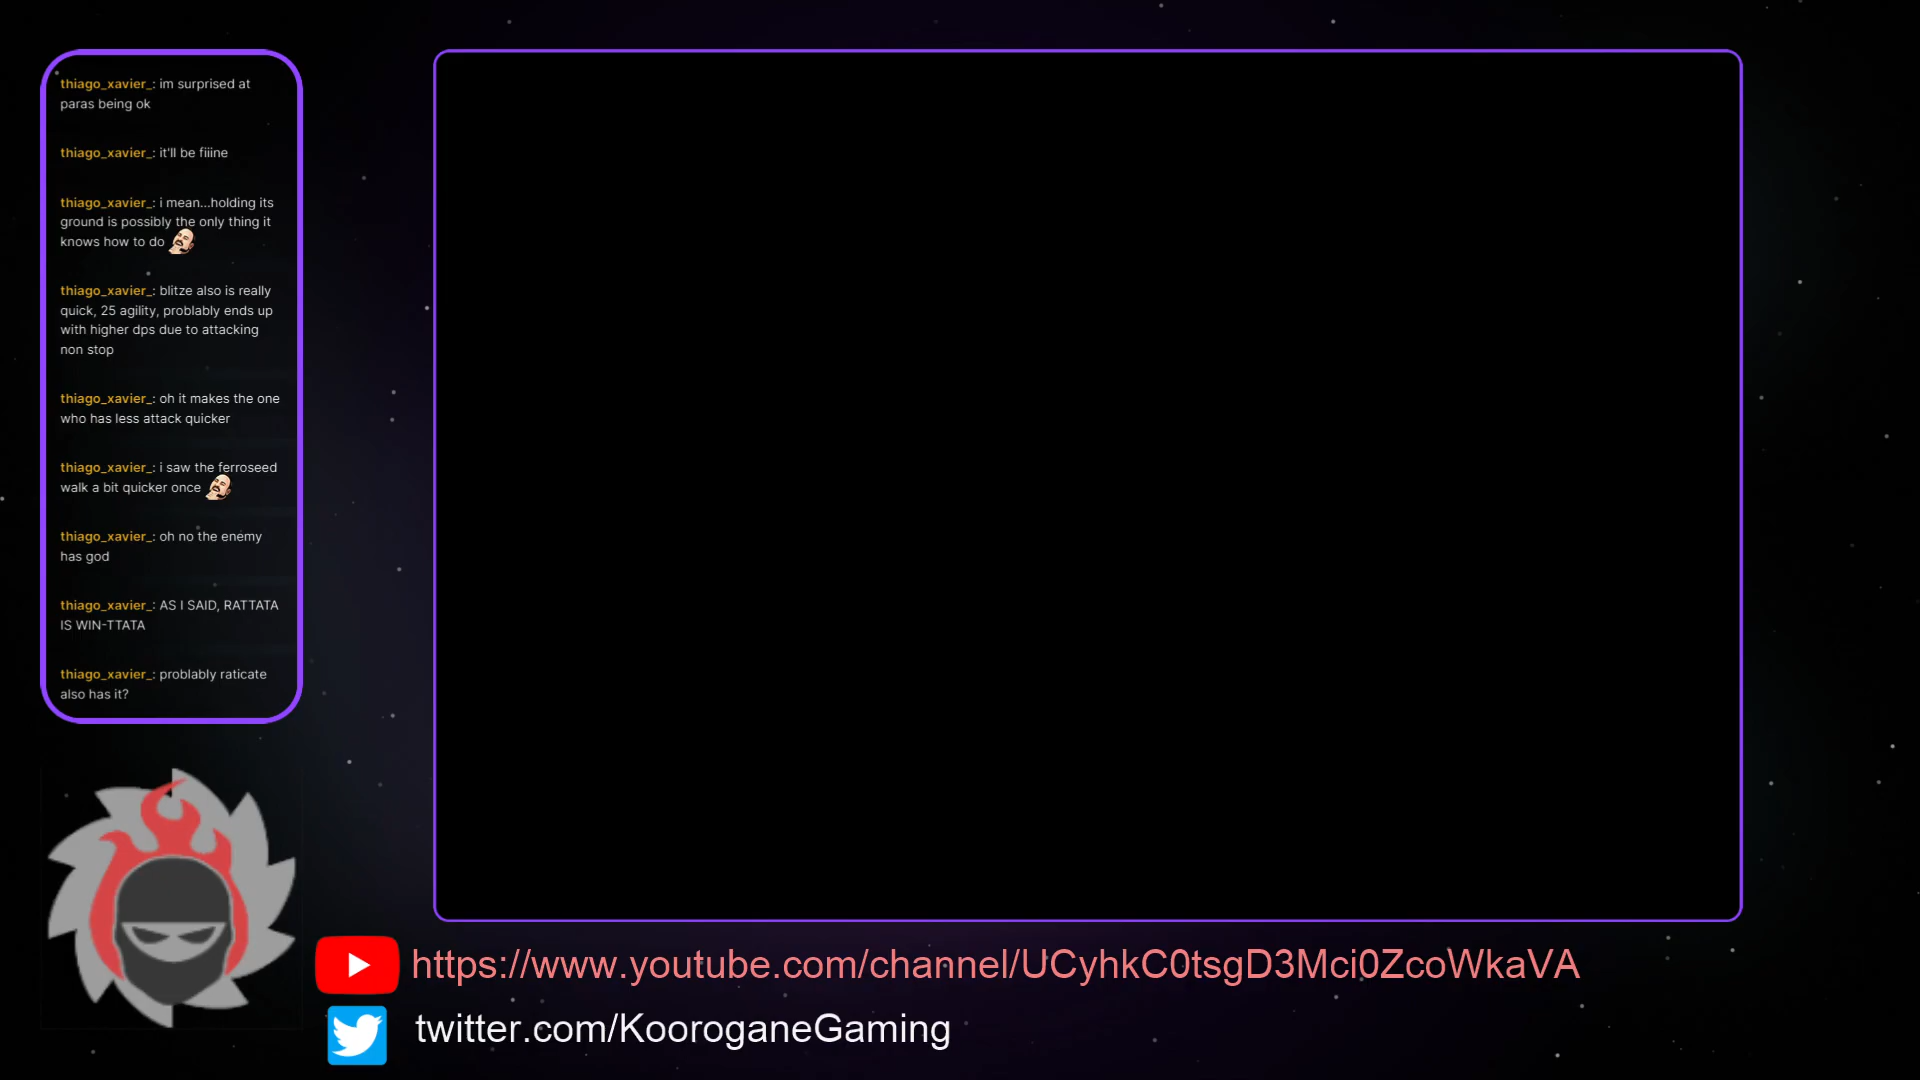 thiago_xavier_: im surprised at
paras being ok
thiago_xavier_: it'll be fiiine
thiago_xavier_: i mean...holding its
ground is possibly the only thing it
knows how to do
thiago_xavier_: blitze also is really
quick, 25 agility, problably ends up
with higher dps due to attacking
non stop
thiago_xavier_: oh it makes the one
who has less attack quicker
thiago_xavier_: i saw the ferroseed
walk a bit quicker once
thiago_xavier_: oh no the enemy
has god
thiago_xavier_: AS I SAID, RATTATA
IS WIN-TTATA
thiago_xavier_: problably raticate
also has it?
https://www.youtube.com/channel/UCyhkC0tsgD3Mci0ZcoWkaVA
twitter.com/KooroganeGaming